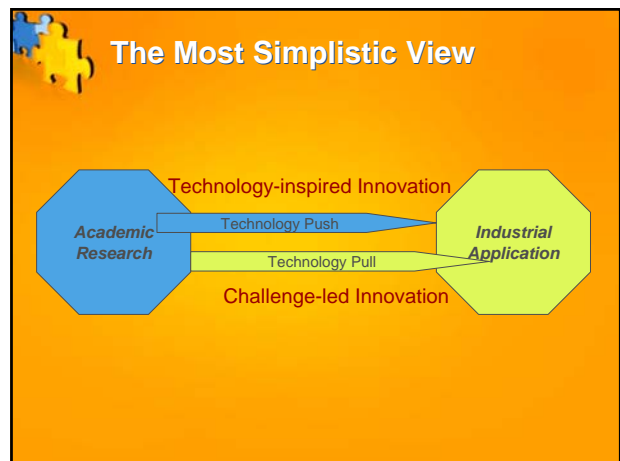 The Most Simplistic View
Technology-inspired Innovation
Academic
Research
Technology Push
Technology Pull
Industrial
Application
Challenge-led Innovation